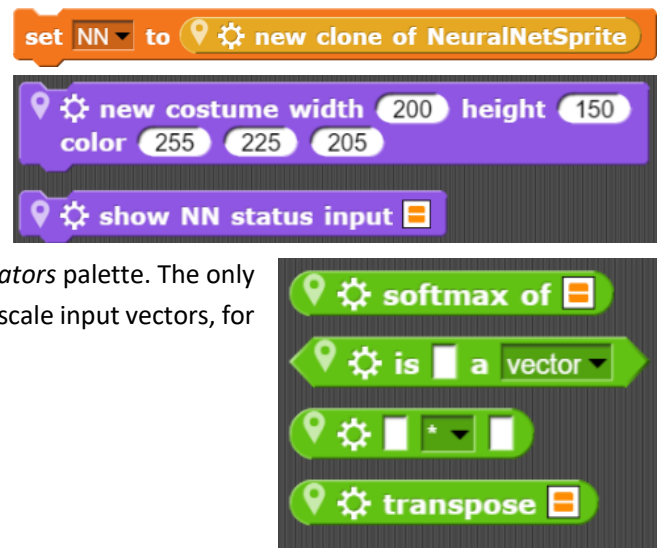 set NN to new clone of NeuralNetSprite
new costume width 200 height 150
color 255 225 205
show NN status input
ators palette. The only
scale input vectors, for
softmax of
is a vector
*
transpose